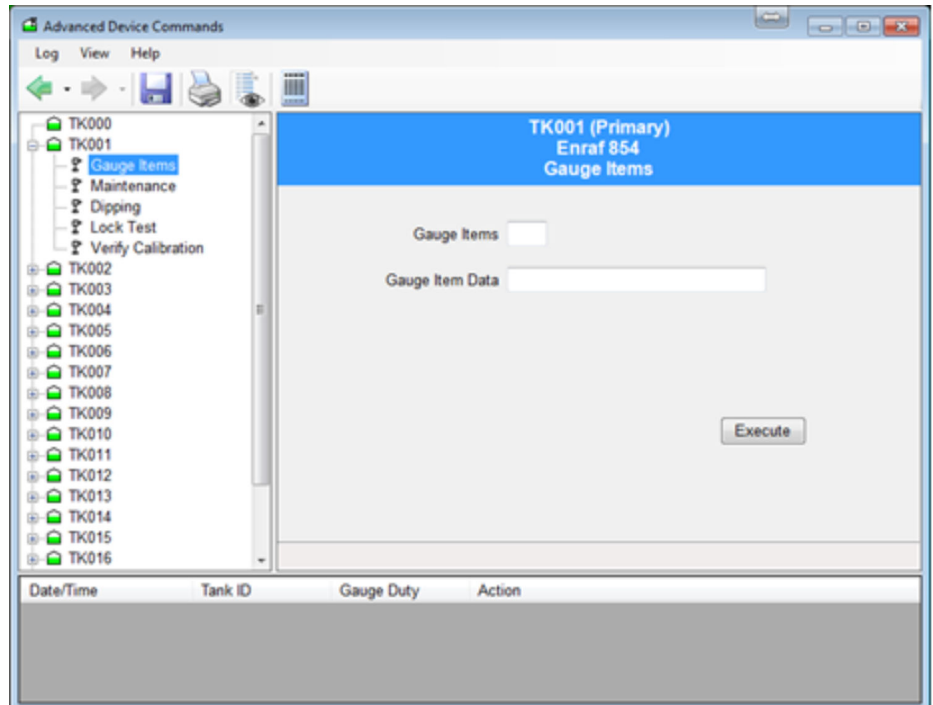 Advanced Device Commands
Log View Help
TK000
TK001
Gauge Items
Maintenance
Dipping
Lock Test
Verify Calibration
TK002
TK003
TK004
TK005
TK006
TK007
TK008
TK009
TK010
TK011
TK012
TK013
TK014
TK015
TK016
TK001 (Primary)
Enraf 854
Gauge Items
Gauge Items
Gauge Item Data
Execute
Date/Time Tank ID Gauge Duty Action